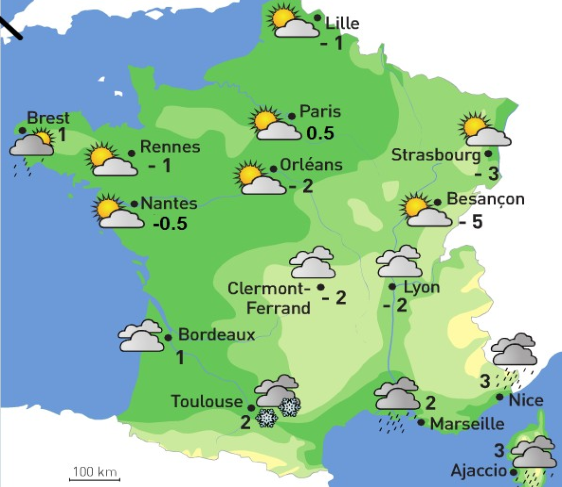 Lille
- 1
Paris
0.5
Brest
1
Rennes
- 1
Orléans
- 2
Strasbourg
- 3
Nantes
-0.5
Besançon
- 5
Clermont-
Ferrand
- 2
Lyon
- 2
Bordeaux
1
Toulouse
2
2
Marseille
3
Nice
3
Ajaccio
100 km